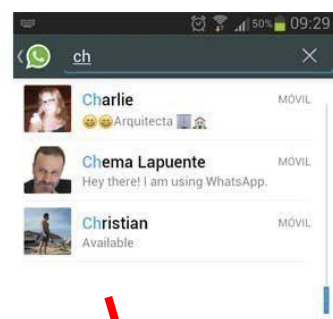 50% 09:29
ch
Charlie MÓVIL
😄😄Arquitecta 🏢🏠
Chema Lapuente MÓVIL
Hey there! I am using WhatsApp.
Christian MÓVIL
Available